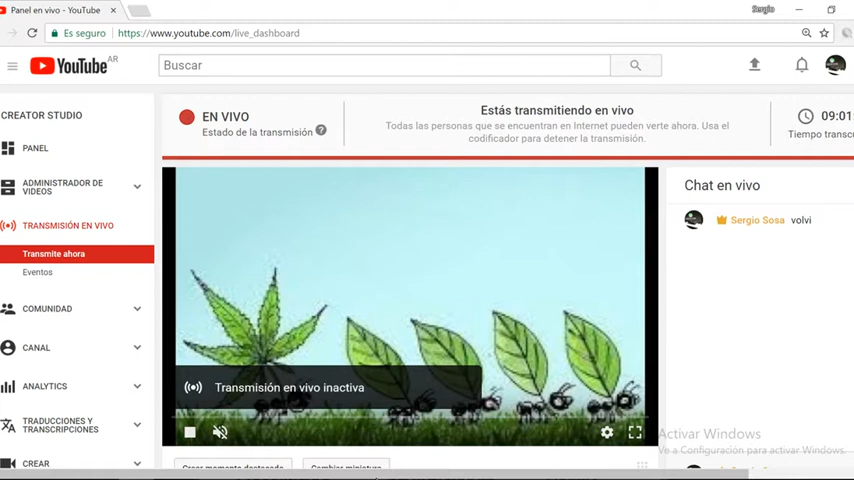 Panel en vivo - YouTube
Sergio
Es seguro
https://www.youtube.com/live_dashboard
YouTube AR
Buscar
CREATOR STUDIO
PANEL
ADMINISTRADOR DE
VIDEOS
TRANSMISIÓN EN VIVO
Transmite ahora
Eventos
COMUNIDAD
CANAL
ANALYTICS
TRADUCCIONES Y
TRANSCRIPCIONES
CREAR
EN VIVO
Estado de la transmisión ?
Estás transmitiendo en vivo
Todas las personas que se encuentran en Internet pueden verte ahora. Usa el
codificador para detener la transmisión.
09:01
Tiempo transcu
Transmisión en vivo inactiva
Chat en vivo
Sergio Sosa volvi
Activar Windows
Ve a Configuración para activar Windows.
Crear momento destacado
Cambiar miniatura